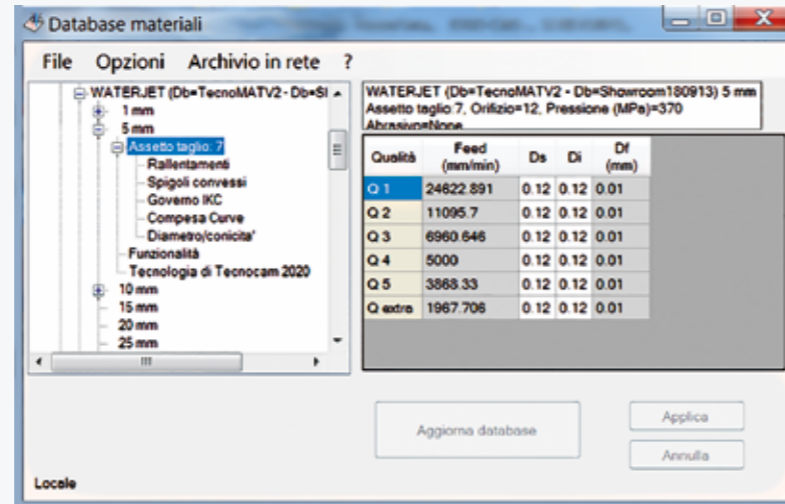 Database materiali
File Opzioni Archivio in rete ?
WATERJET (Db=TecnoMATV2 - Db=Sl
1 mm
5 mm
Assetto taglio: 7
Rallentamenti
Spigoli convessi
Governo IKC
Compesa Curve
Diametro/conicita'
Funzionalità
Tecnologia di Tecnocam 2020
10 mm
15 mm
20 mm
25 mm
WATERJET (Db=TecnoMATV2 - Db=Showroom180913) 5 mm
Assetto taglio: 7, Orifizio=12, Pressione (MPa)=370
Abrasivo=None
Qualità Feed (mm/min) Ds Di Df (mm)
Q 1 24622.891 0.12 0.12 0.01
Q 2 11095.7 0.12 0.12 0.01
Q 3 6960.646 0.12 0.12 0.01
Q 4 5000 0.12 0.12 0.01
Q 5 3868.33 0.12 0.12 0.01
Q extra 1967.706 0.12 0.12 0.01
Aggiorna database
Applica
Annulla
Locale